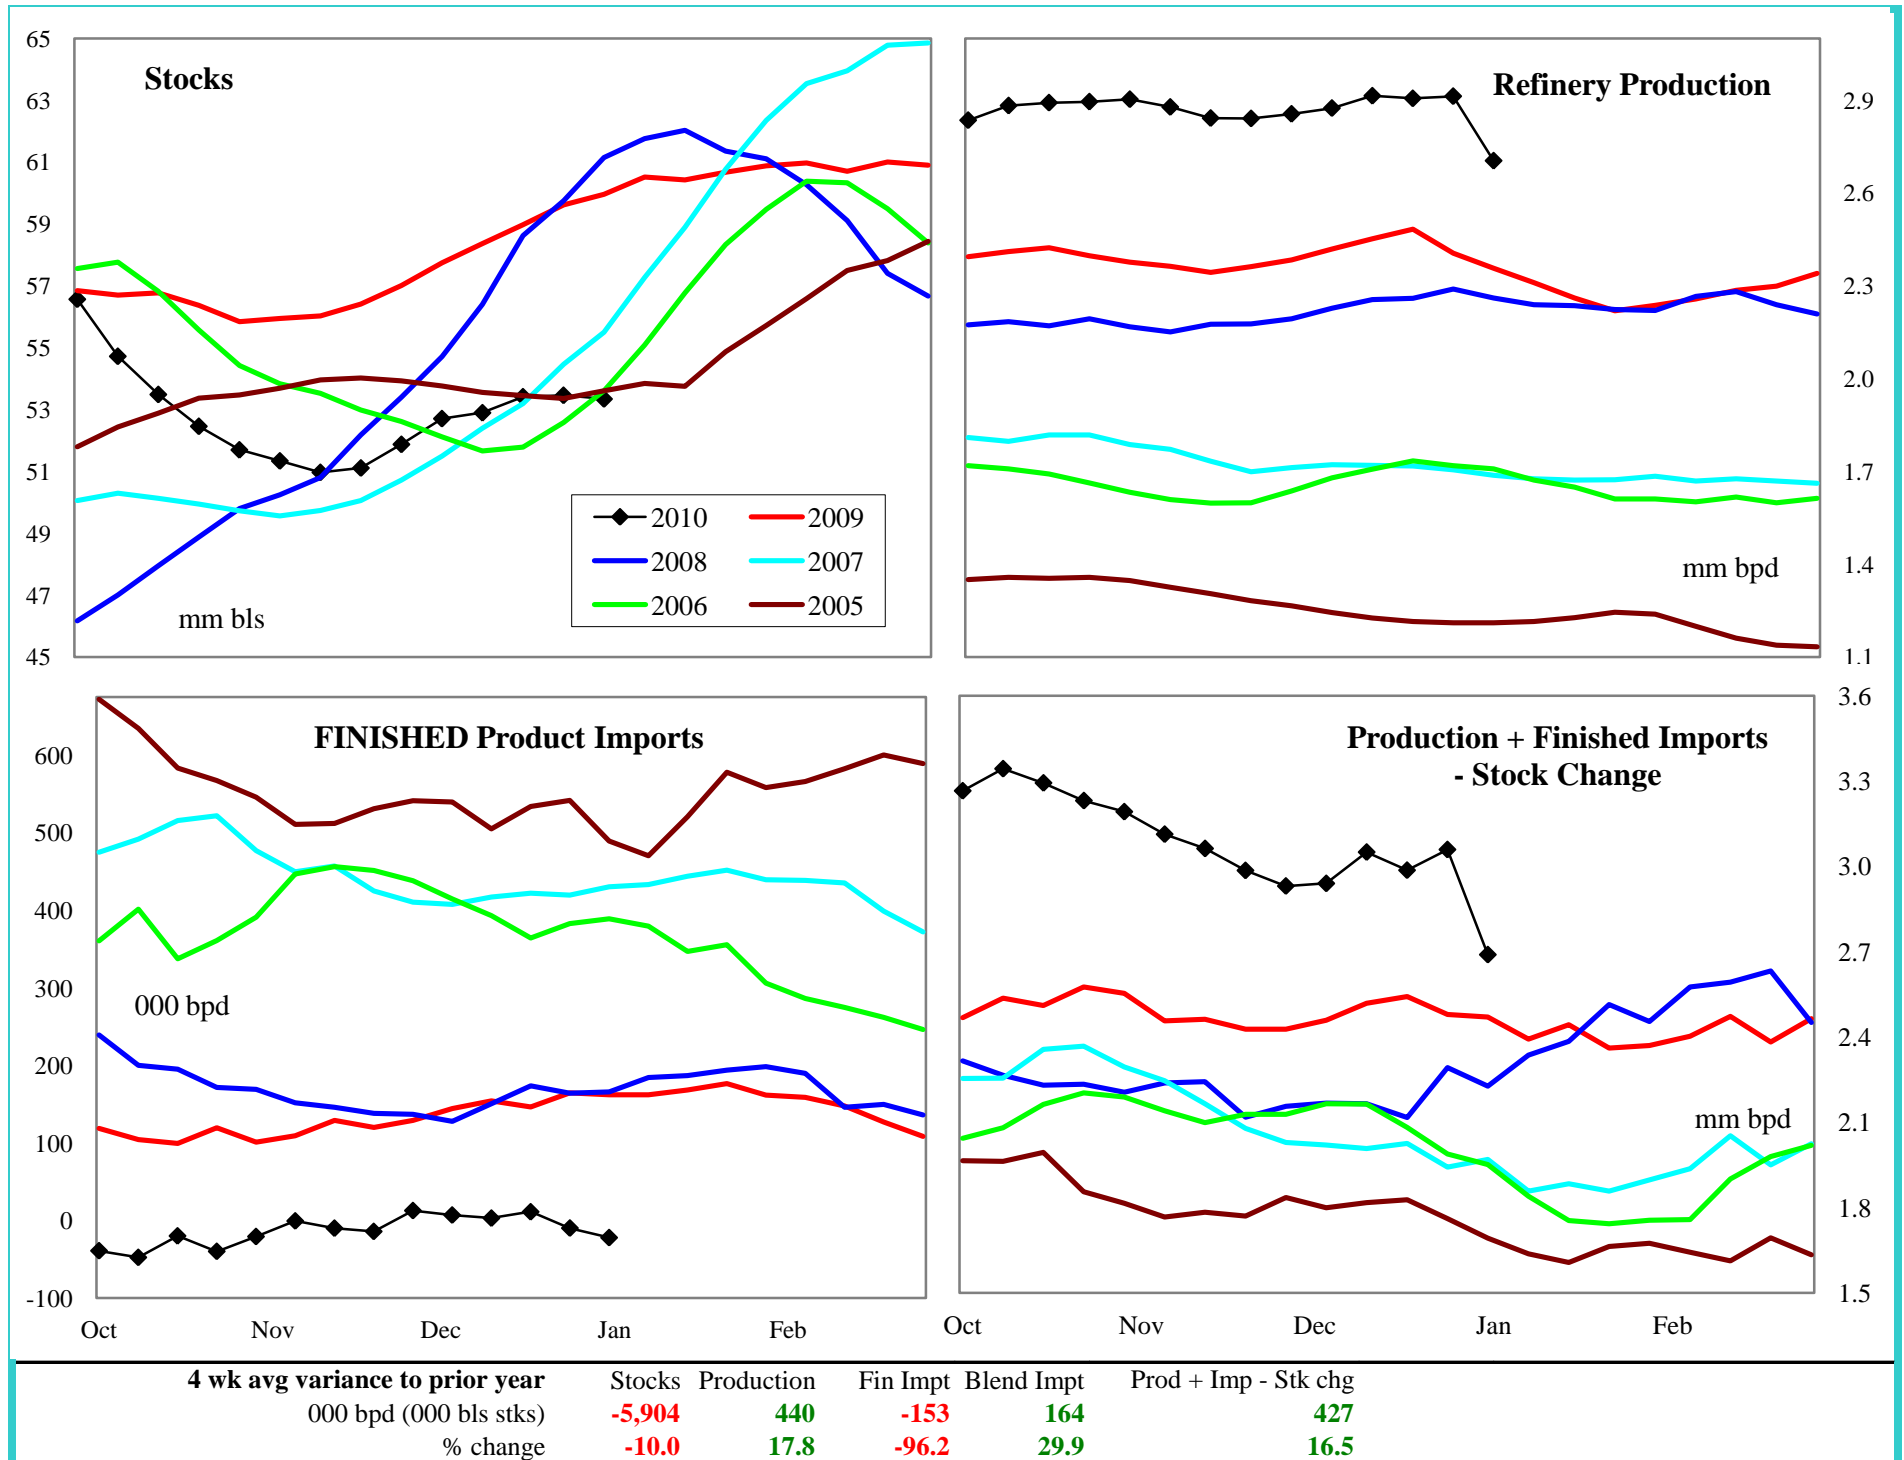 Stocks
65
63
61
59
57
55
53
51
49
47
45
mm bls
2010 2009
2008 2007
2006 2005
Refinery Production
2.9
2.6
2.3
2.0
1.7
1.4
1.1
mm bpd
FINISHED Product Imports
600
500
400
300
200
100
0
-100
000 bpd
Oct Nov Dec Jan Feb
Production + Finished Imports
- Stock Change
3.6
3.3
3.0
2.7
2.4
2.1
1.8
1.5
mm bpd
Oct Nov Dec Jan Feb
4 wk avg variance to prior year Stocks Production Fin Impt Blend Impt Prod + Imp - Stk chg
000 bpd (000 bls stks) -5,904 440 -153 164 427
% change -10.0 17.8 -96.2 29.9 16.5